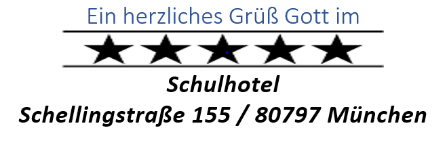 Ein herzliches Grüß Gott im
Schulhotel
Schellingstraße 155 / 80797 München